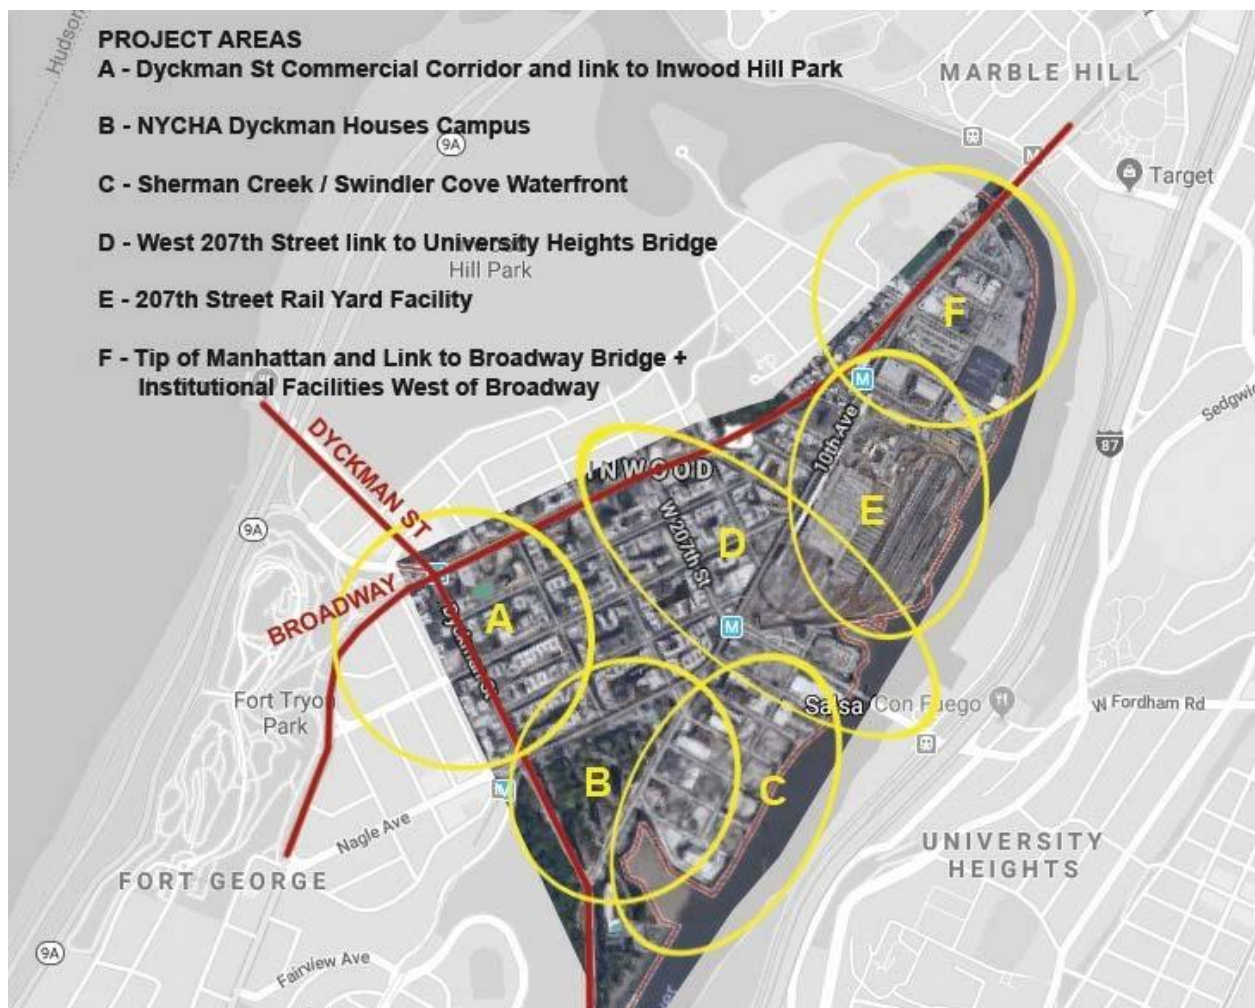 PROJECT AREAS
A - Dyckman St Commercial Corridor and link to Inwood Hill Park
B - NYCHA Dyckman Houses Campus
C - Sherman Creek / Swindler Cove Waterfront
D - West 207th Street link to University Heights Bridge
E - 207th Street Rail Yard Facility
F - Tip of Manhattan and Link to Broadway Bridge +
Institutional Facilities West of Broadway
Hudson
MARBLE HILL
9A
M
Target
Hill Park
F
M
87
DYCKMAN ST
INWOOD
10th Ave
E
W 207th St
D
9A
BROADWAY
A
Dyckman St
M
Fort Tryon
Park
Salsa Con Fuego
W Fordham Rd
B
C
M
Nagle Ave
UNIVERSITY
HEIGHTS
FORT GEORGE
9A
Fairview Ave